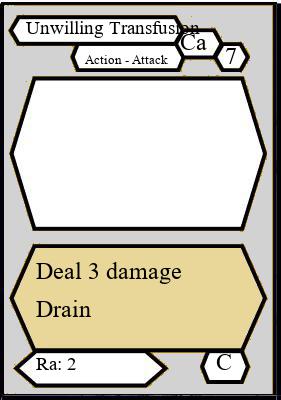 Unwilling Transfusion
Ca
7
Action - Attack
Deal 3 damage
Drain
Ra: 2
C